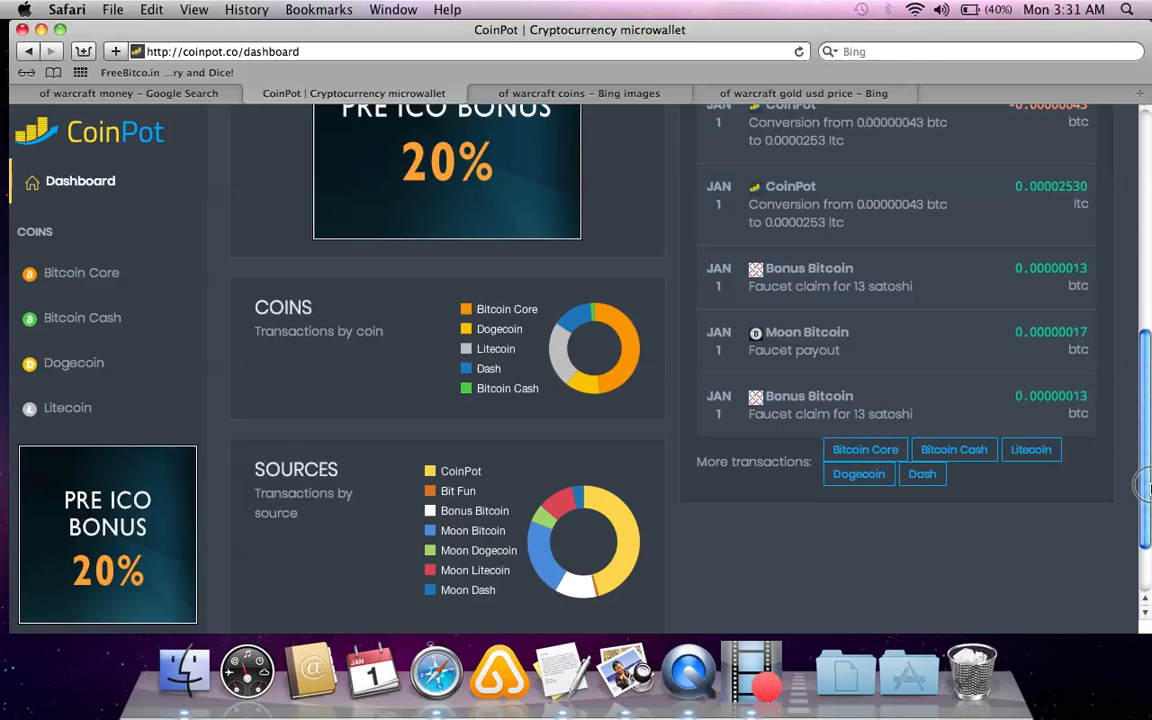 Safari File Edit View History Bookmarks Window Help (40%) Mon 3:31 AM
CoinPot | Cryptocurrency microwallet
http://coinpot.co/dashboard
Bing
FreeBitco.in ...ry and Dice!
of warcraft money – Google Search
CoinPot | Cryptocurrency microwallet
of warcraft coins – Bing images
of warcraft gold usd price – Bing
CoinPot
Dashboard
COINS
Bitcoin Core
Bitcoin Cash
Dogecoin
Litecoin
PRE ICO
BONUS
20%
PRE ICO BONUS
20%
COINS
Transactions by coin
Bitcoin Core
Dogecoin
Litecoin
Dash
Bitcoin Cash
SOURCES
Transactions by
source
CoinPot
Bit Fun
Bonus Bitcoin
Moon Bitcoin
Moon Dogecoin
Moon Litecoin
Moon Dash
JAN CoinPot -0.00000043
1 Conversion from 0.00000043 btc btc
to 0.0000253 ltc
JAN CoinPot 0.00002530
1 Conversion from 0.00000043 btc ltc
to 0.0000253 ltc
JAN Bonus Bitcoin 0.00000013
1 Faucet claim for 13 satoshi btc
JAN Moon Bitcoin 0.00000017
1 Faucet payout btc
JAN Bonus Bitcoin 0.00000013
1 Faucet claim for 13 satoshi btc
More transactions: Bitcoin Core Bitcoin Cash Litecoin
Dogecoin Dash
JAN
1